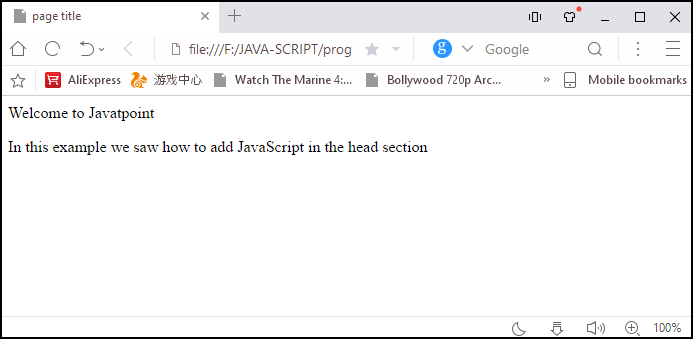 page title
file:///F:/JAVA-SCRIPT/prog
g Google
AliExpress 游戏中心 Watch The Marine 4:... Bollywood 720p Arc... » Mobile bookmarks
Welcome to Javatpoint
In this example we saw how to add JavaScript in the head section
100%